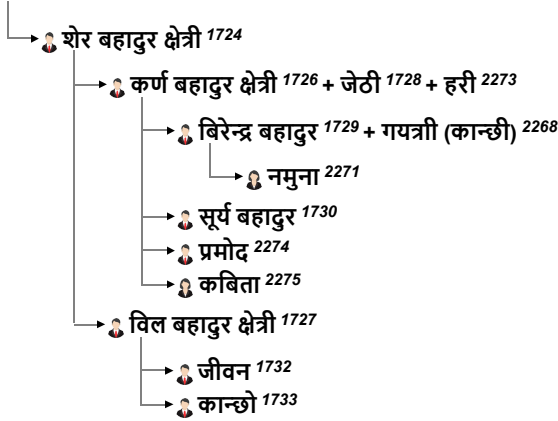 शेर बहादुर क्षेत्री 1724
कर्ण बहादुर क्षेत्री 1726 + जेठी 1728 + हरी 2273
बिरेन्द्र बहादुर 1729 + गयत्राी (कान्छी) 2268
नमुना 2271
सूर्य बहादुर 1730
प्रमोद 2274
कबिता 2275
विल बहादुर क्षेत्री 1727
जीवन 1732
कान्छो 1733